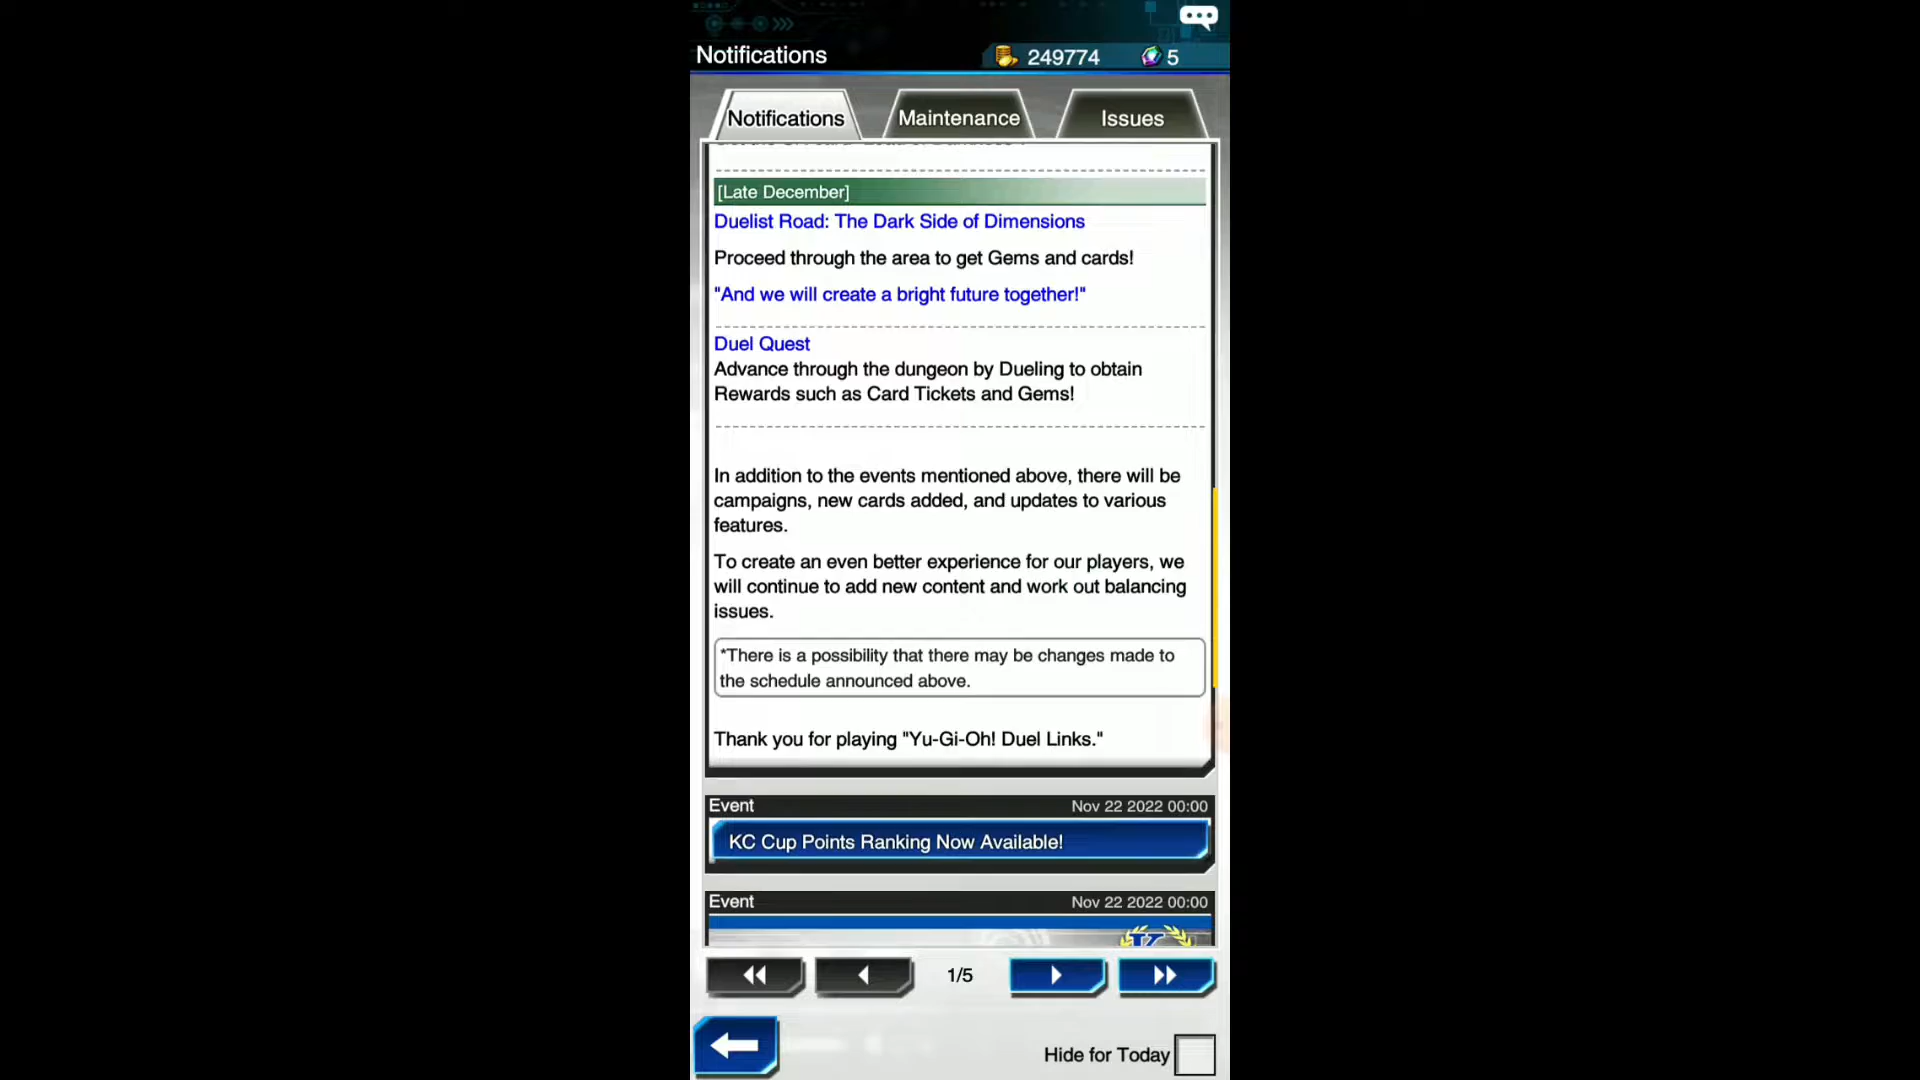 Notifications
249774
5
Notifications
Maintenance
Issues
[Late December]
Duelist Road: The Dark Side of Dimensions
Proceed through the area to get Gems and cards!
"And we will create a bright future together!"
Duel Quest
Advance through the dungeon by Dueling to obtain
Rewards such as Card Tickets and Gems!
In addition to the events mentioned above, there will be
campaigns, new cards added, and updates to various
features.
To create an even better experience for our players, we
will continue to add new content and work out balancing
issues.
*There is a possibility that there may be changes made to
the schedule announced above.
Thank you for playing "Yu-Gi-Oh! Duel Links."
Event
Nov 22 2022 00:00
KC Cup Points Ranking Now Available!
Event
Nov 22 2022 00:00
1/5
Hide for Today